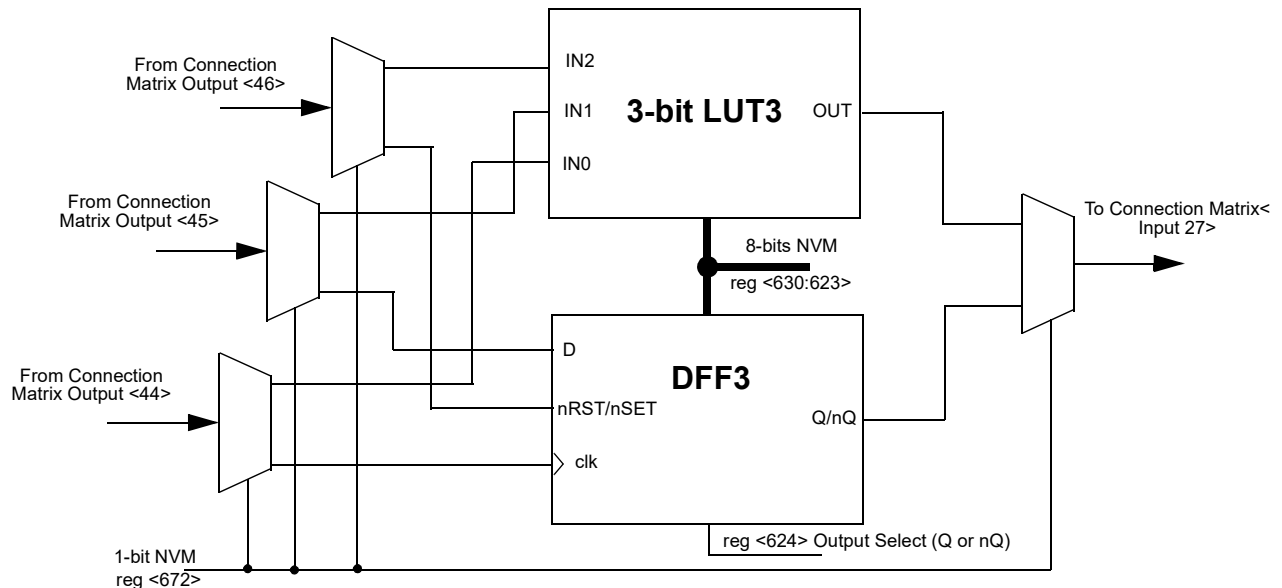 From Connection
Matrix Output <46>
IN2
IN1
IN0
3-bit LUT3
OUT
From Connection
Matrix Output <45>
To Connection Matrix<
Input 27>
8-bits NVM
reg <630:623>
From Connection
Matrix Output <44>
D
nRST/nSET
clk
DFF3
Q/nQ
reg <624> Output Select (Q or nQ)
1-bit NVM
reg <672>